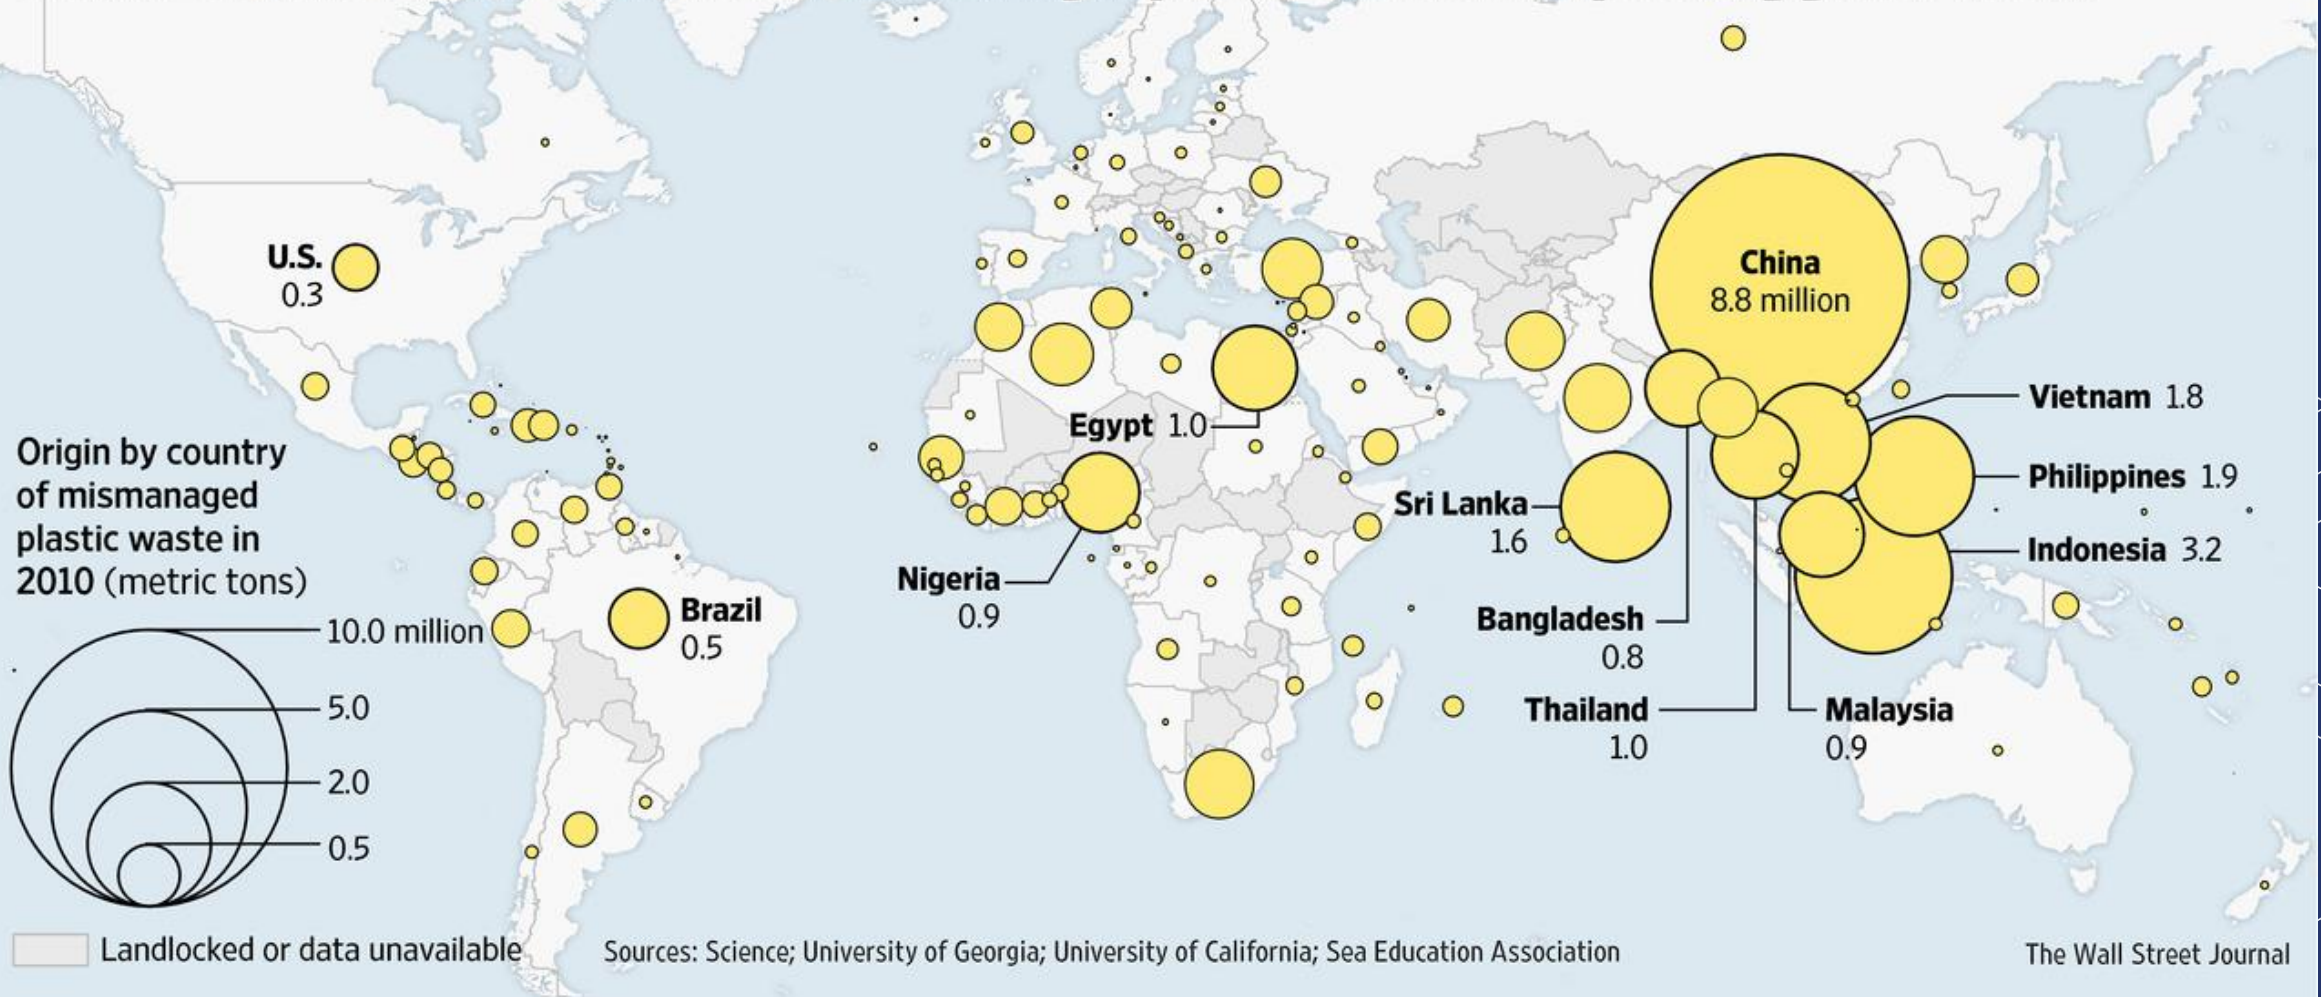 U.S.
0.3
Origin by country
of mismanaged
plastic waste in
2010 (metric tons)
10.0 million
5.0
2.0
0.5
Landlocked or data unavailable
Brazil
0.5
Egypt 1.0
Nigeria
0.9
China
8.8 million
Vietnam 1.8
Philippines 1.9
Indonesia 3.2
Sri Lanka
1.6
Bangladesh
0.8
Thailand
1.0
Malaysia
0.9
Sources: Science; University of Georgia; University of California; Sea Education Association
The Wall Street Journal